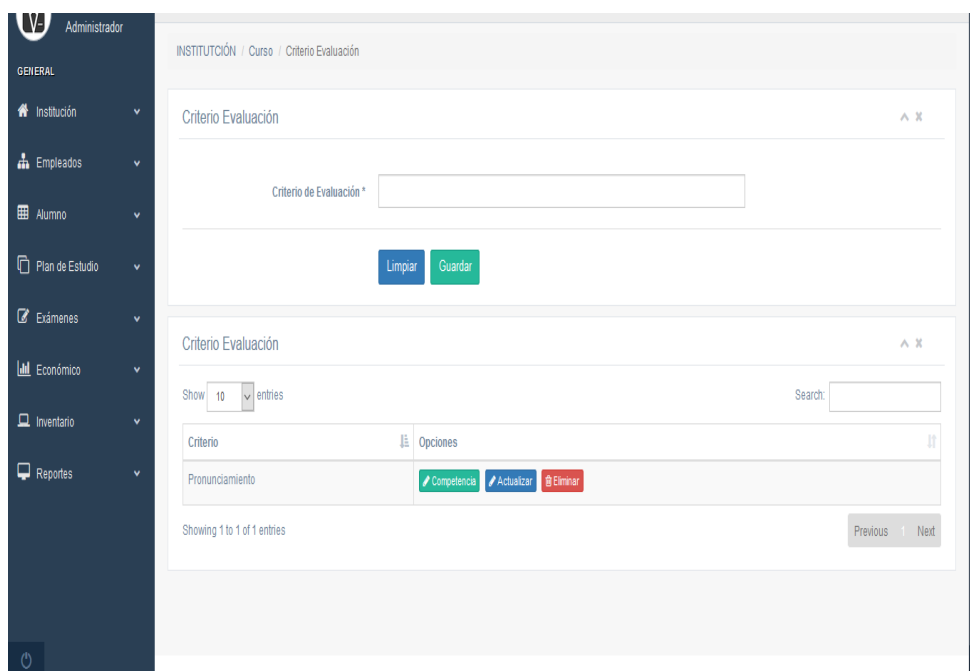 V-
Administrador
GENERAL
Institución
Empleados
Alumno
Plan de Estudio
Exámenes
Económico
Inventario
Reportes
INSTITUTCIÓN / Curso / Criterio Evaluación
Criterio Evaluación
Criterio de Evaluación *
Limpiar Guardar
Criterio Evaluación
Show 10 entries Search:
Criterio Opciones
Pronunciamiento Competencia Actualizar Eliminar
Showing 1 to 1 of 1 entries Previous 1 Next